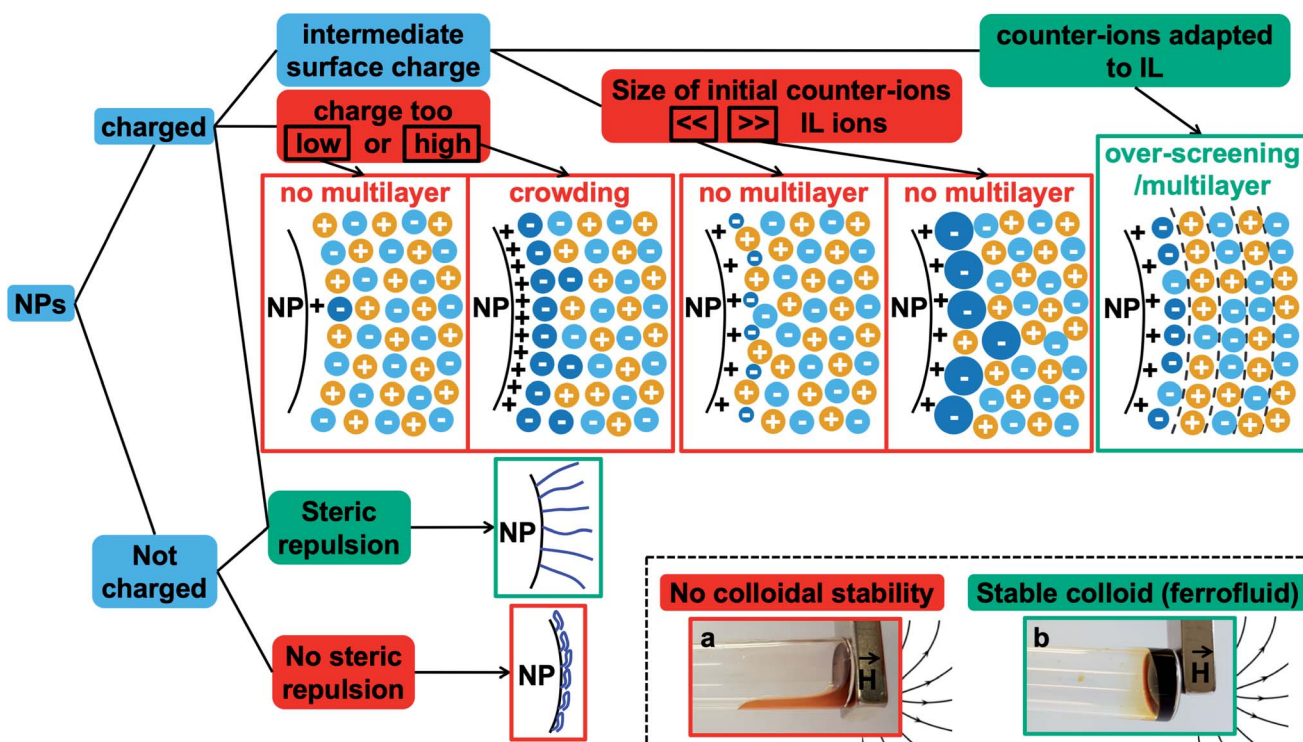 intermediate
surface charge
counter-ions adapted
to IL
charged
charge too
low or high
Size of initial counter-ions
<< >> IL ions
no multilayer
crowding
no multilayer
no multilayer
over-screening
/multilayer
NPs
NP
NP
NP
NP
NP
Not
charged
Steric
repulsion
NP
No steric
repulsion
NP
No colloidal stability
Stable colloid (ferrofluid)
a
H
b
H